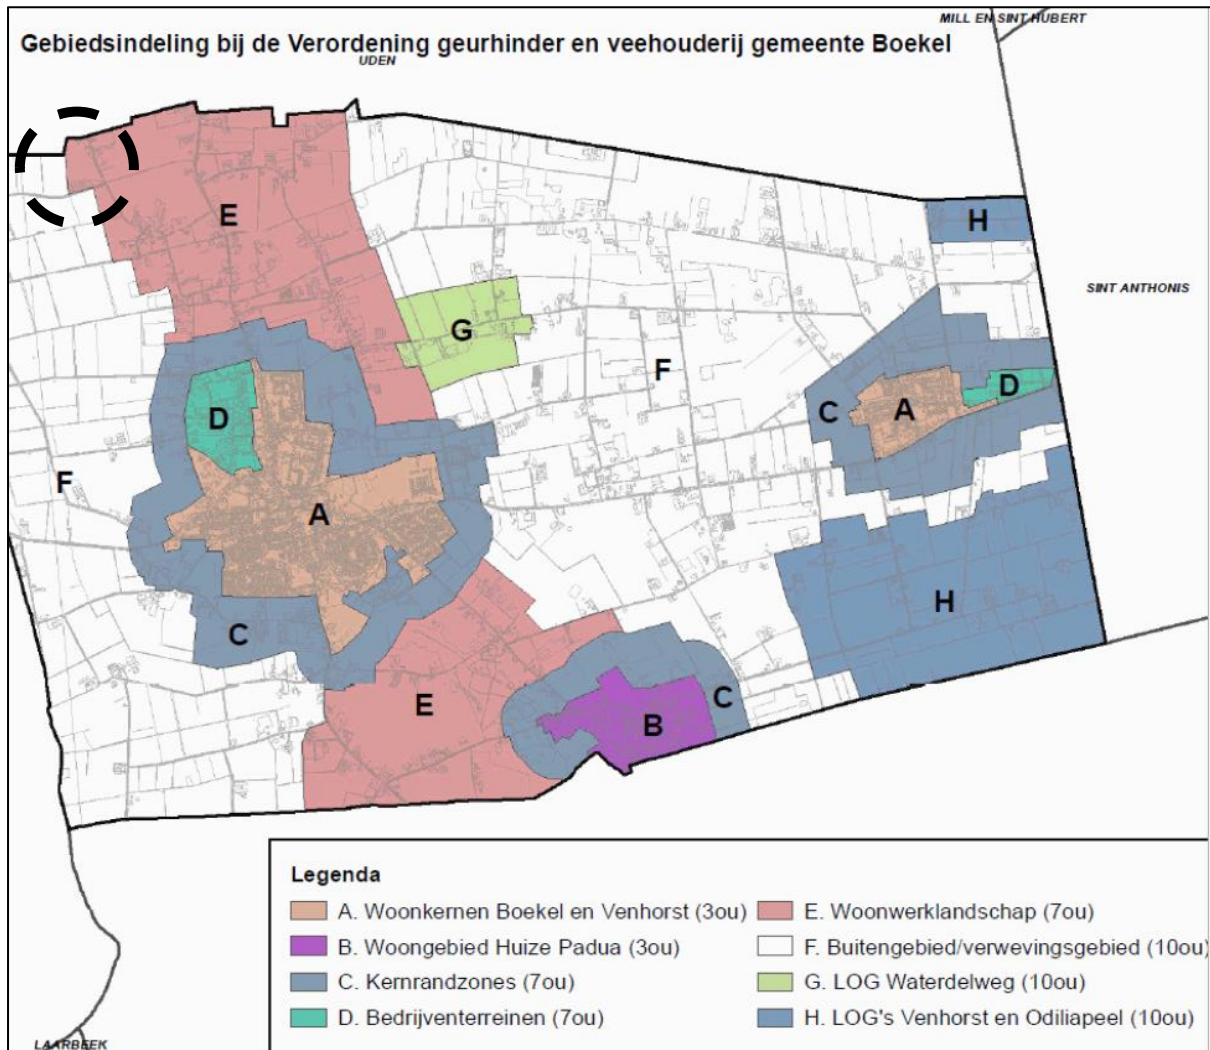 MILL EN SINT HUBERT
Gebiedsindeling bij de Verordening geurhinder en veehouderij gemeente Boekel
UDEN
E
H
SINT ANTHONIS
G
F
D
C
A
D
F
A
H
C
E
C
B
Legenda
A. Woonkernen Boekel en Venhorst (3ou)
B. Woongebied Huize Padua (3ou)
C. Kernrandzones (7ou)
D. Bedrijventerreinen (7ou)
E. Woonwerklandschap (7ou)
F. Buitengebied/verwevingsgebied (10ou)
G. LOG Waterdelweg (10ou)
H. LOG's Venhorst en Odiliapeel (10ou)
LAARBEEK